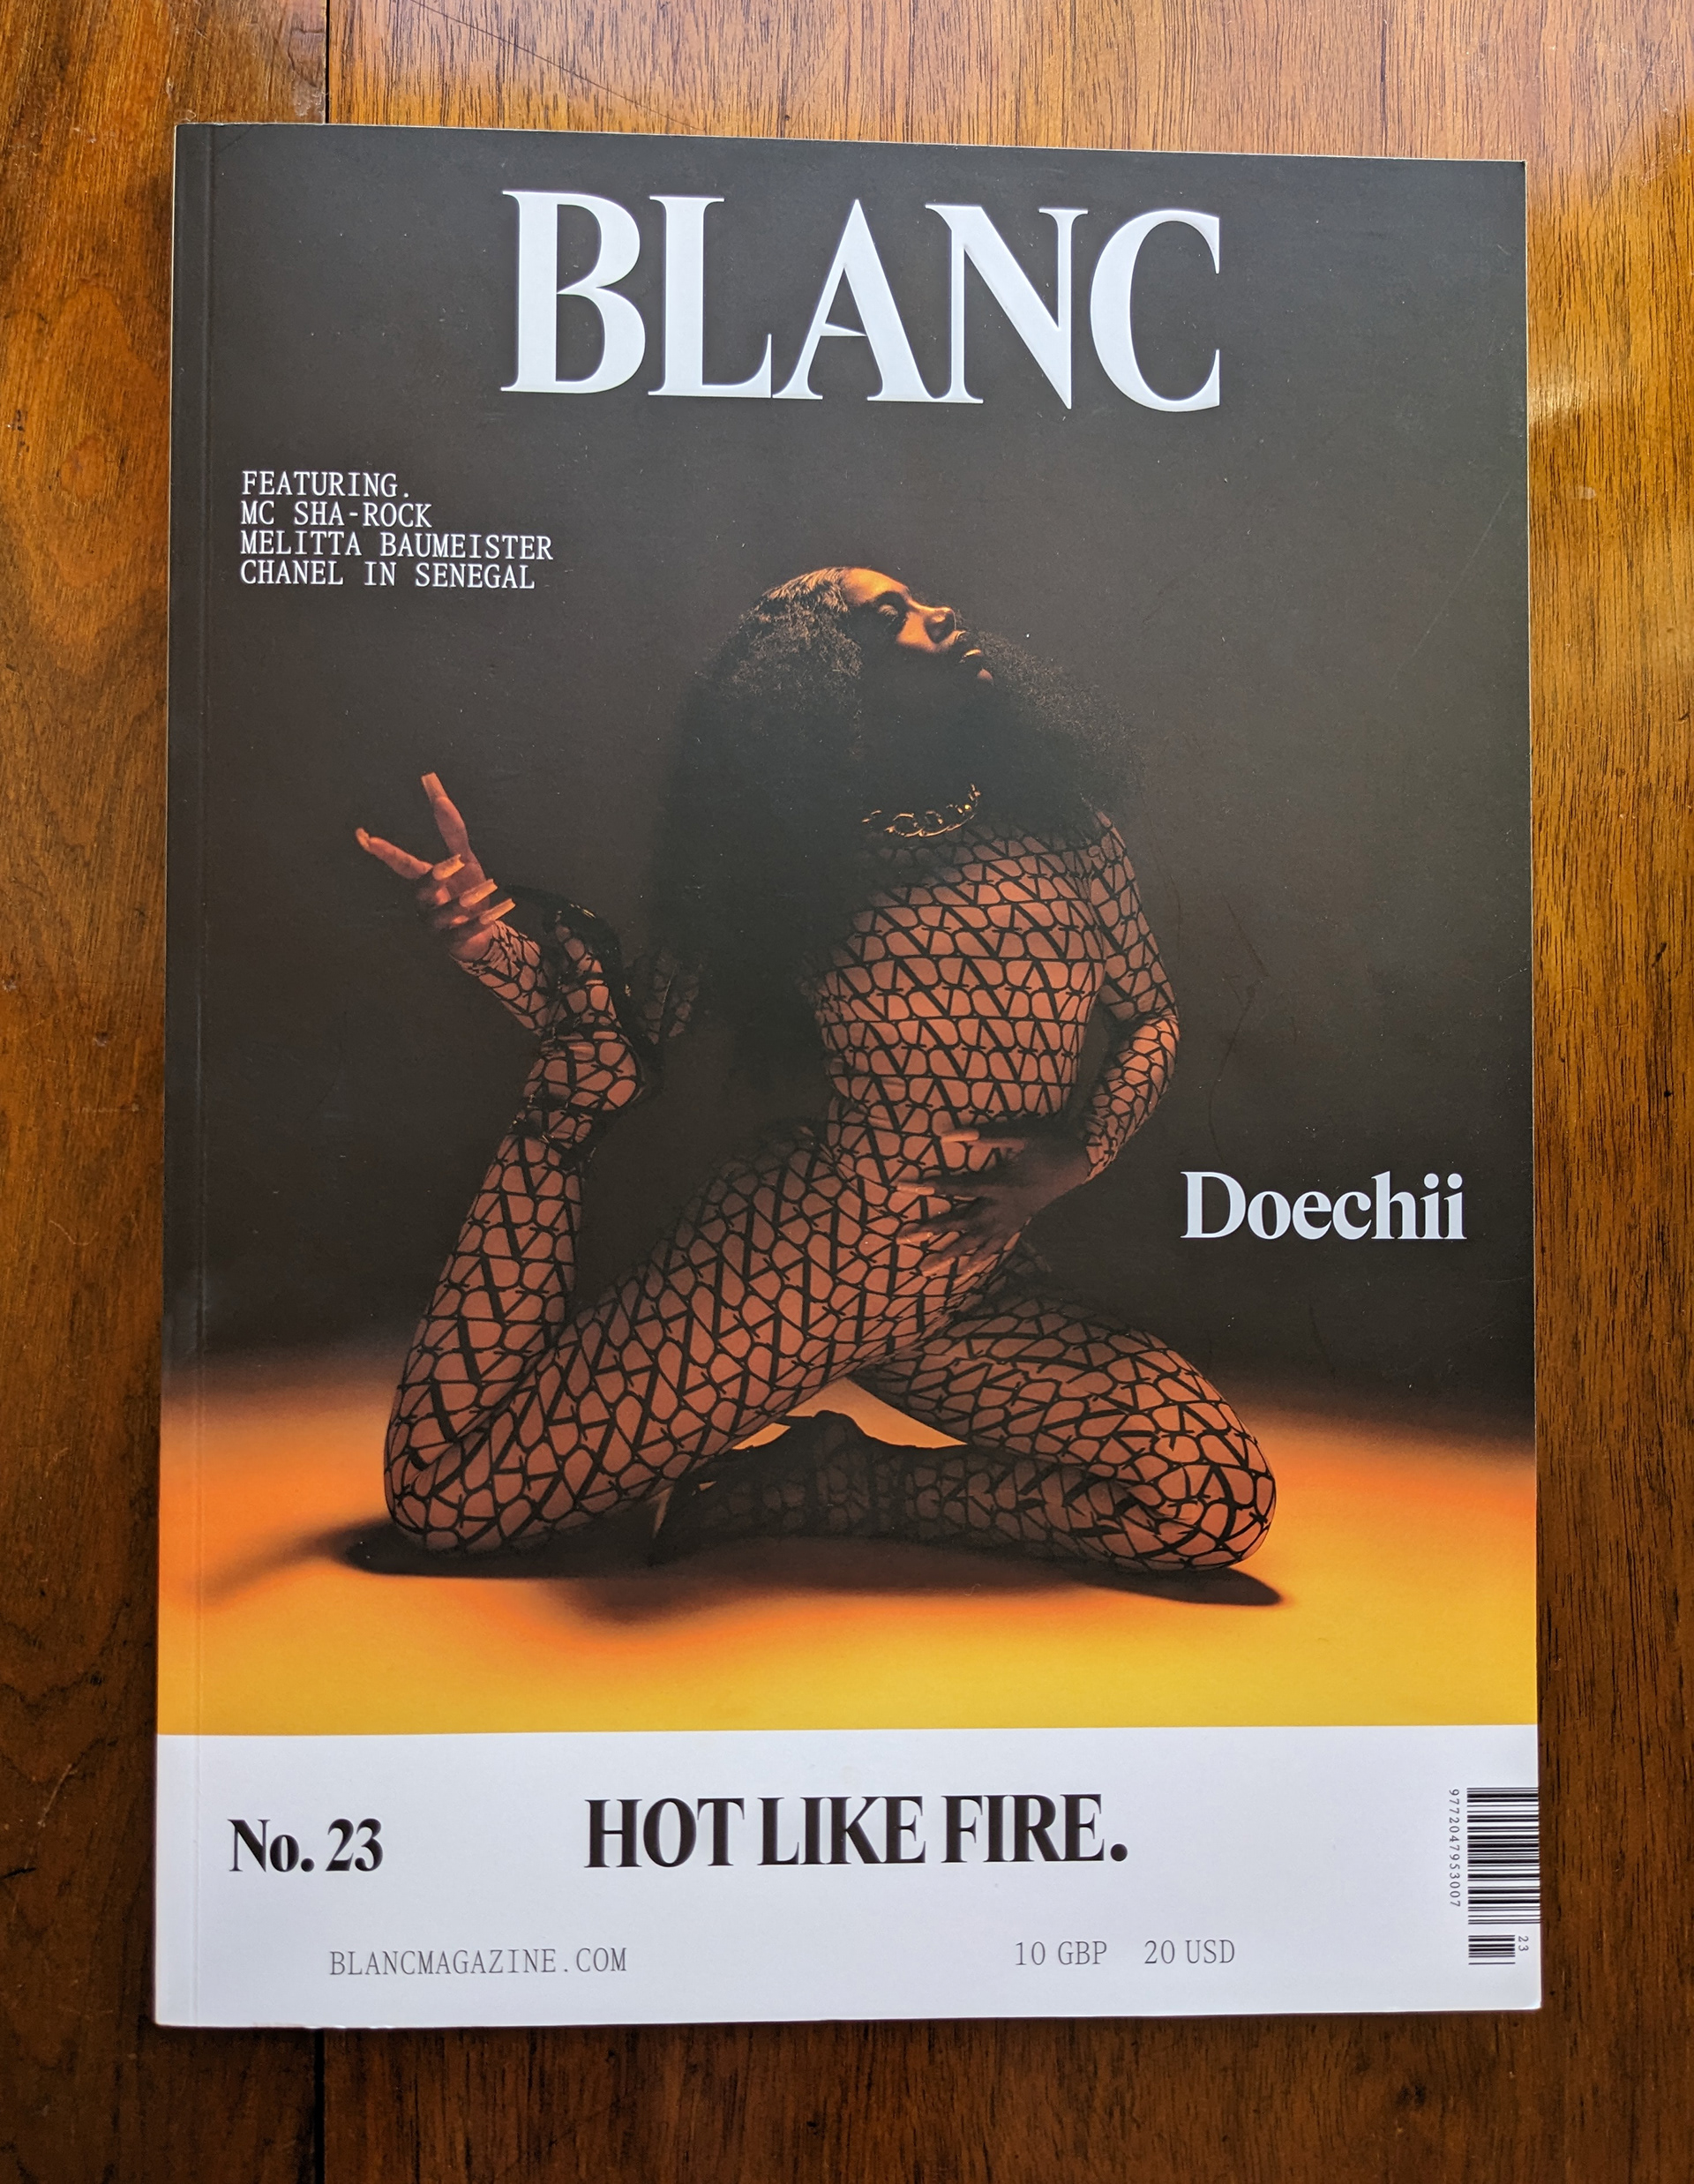 BLANC
FEATURING.
MC SHA-ROCK
MELITTA BAUMEISTER
CHANEL IN SENEGAL
Doechii
No. 23
HOT LIKE FIRE.
BLANCMAGAZINE.COM
10 GBP 20 USD
9772047953007
23